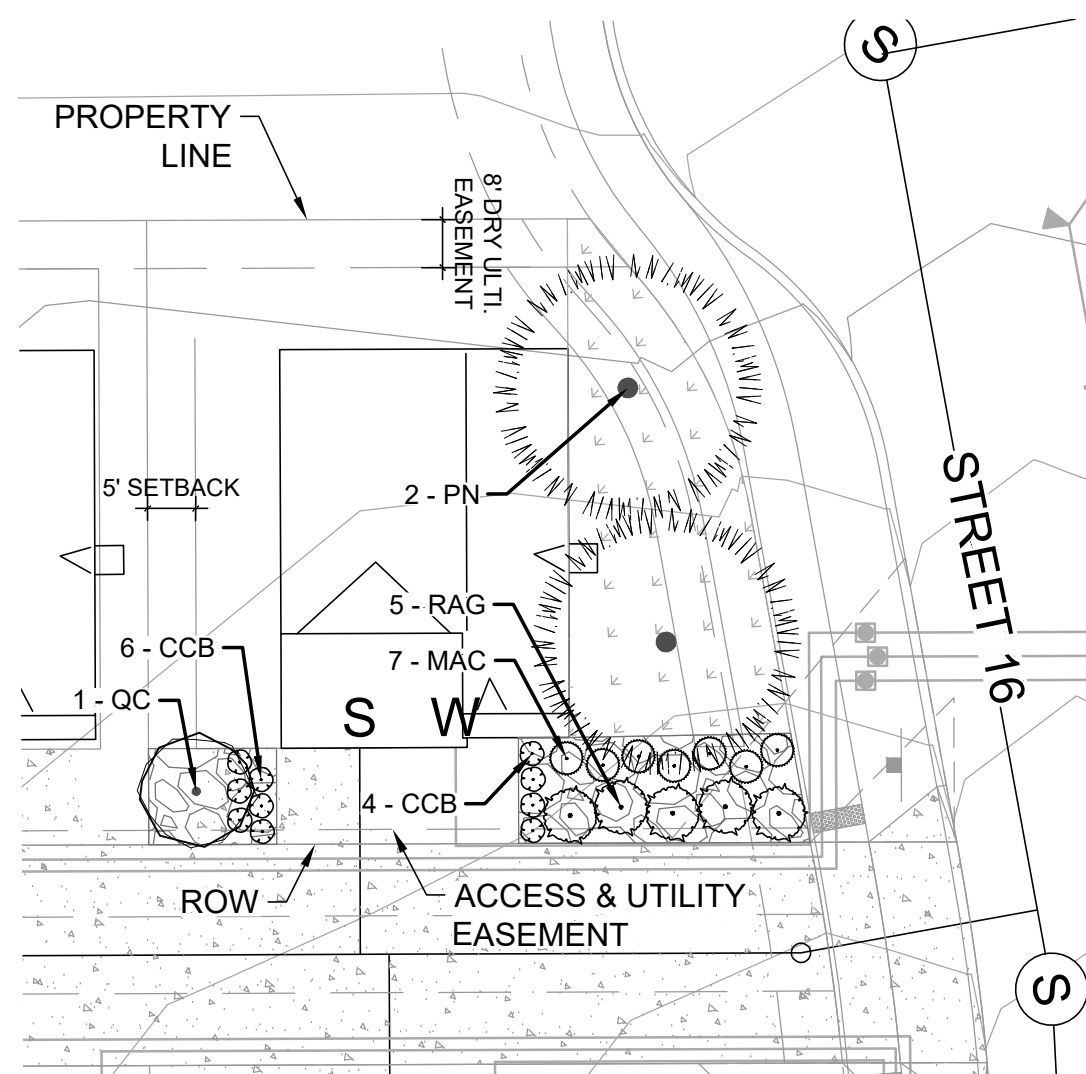 S
PROPERTY
LINE
8' DRY ULTI.
EASEMENT
5' SETBACK
2 - PN
STREET 16
5 - RAG
6 - CCB
7 - MAC
1 - QC
S W
4 - CCB
ROW
ACCESS & UTILITY
EASEMENT
S